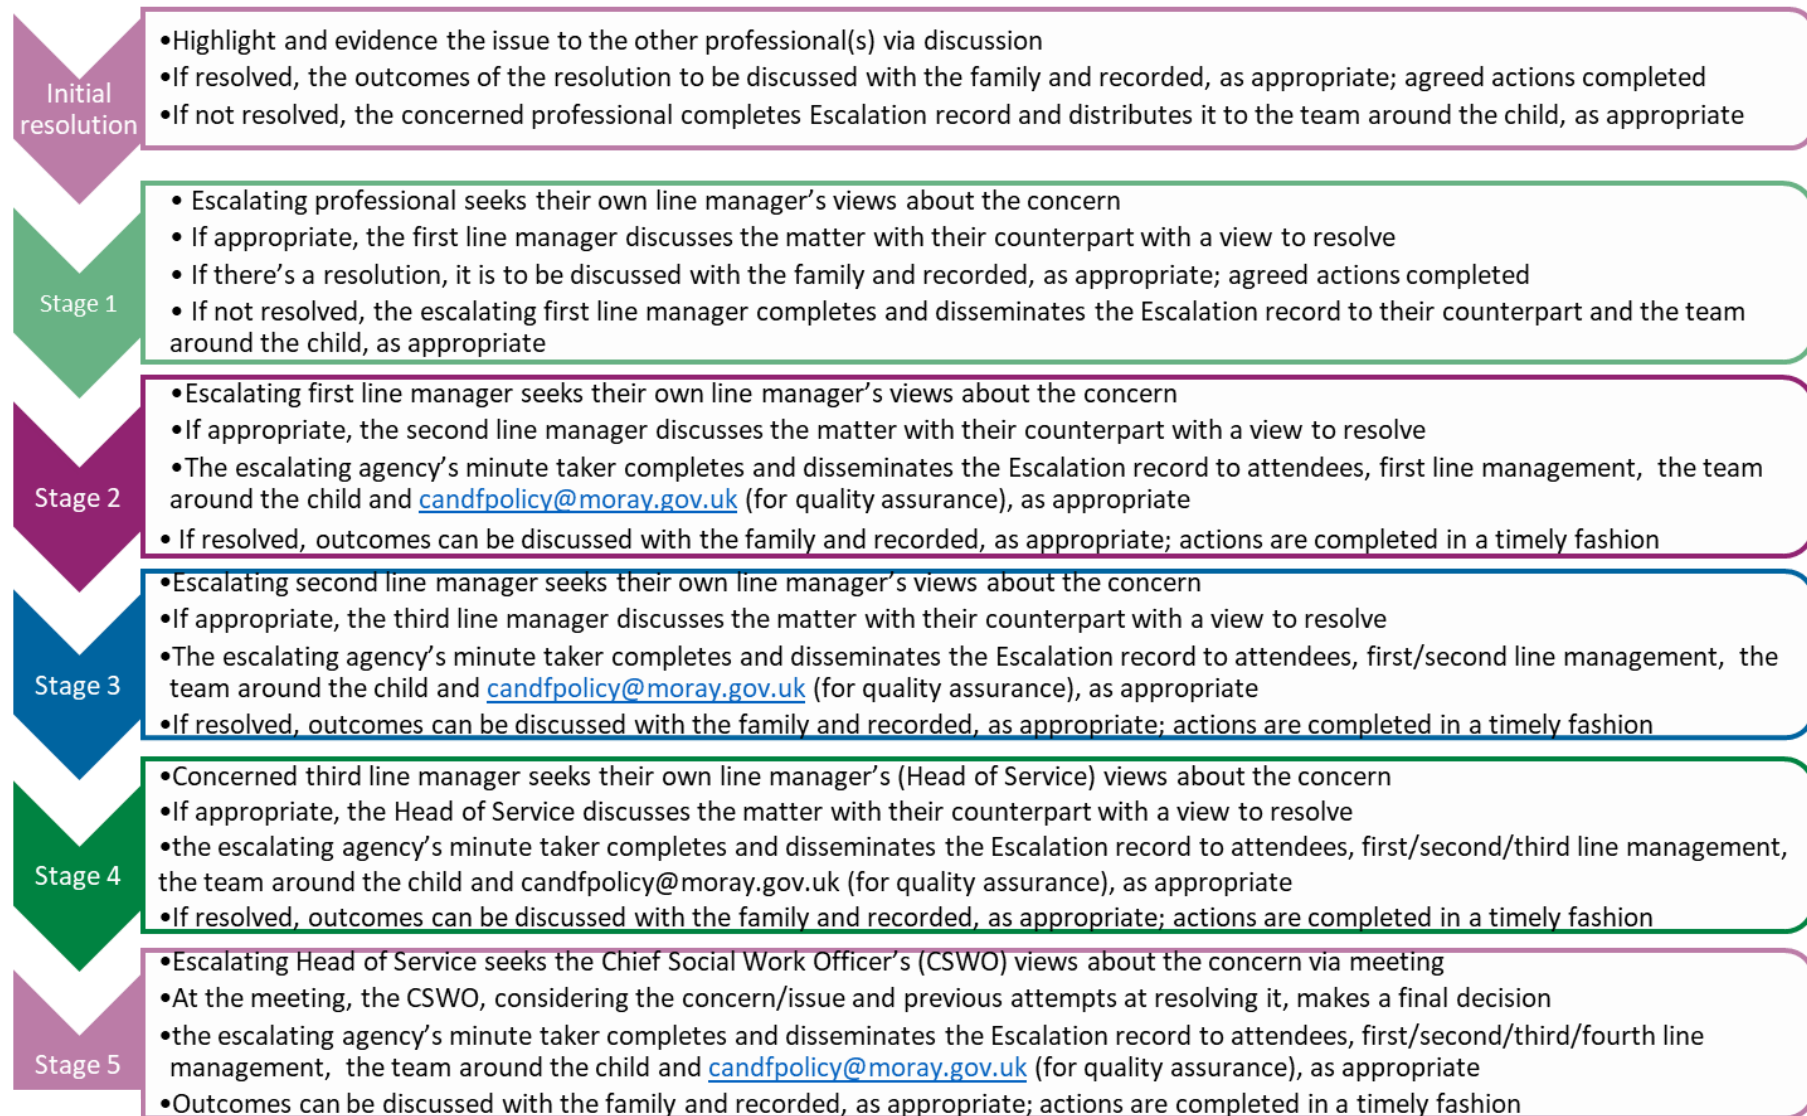 Initial
resolution
•Highlight and evidence the issue to the other professional(s) via discussion
•If resolved, the outcomes of the resolution to be discussed with the family and recorded, as appropriate; agreed actions completed
•If not resolved, the concerned professional completes Escalation record and distributes it to the team around the child, as appropriate
Stage 1
• Escalating professional seeks their own line manager’s views about the concern
• If appropriate, the first line manager discusses the matter with their counterpart with a view to resolve
• If there’s a resolution, it is to be discussed with the family and recorded, as appropriate; agreed actions completed
• If not resolved, the escalating first line manager completes and disseminates the Escalation record to their counterpart and the team
around the child, as appropriate
Stage 2
•Escalating first line manager seeks their own line manager’s views about the concern
•If appropriate, the second line manager discusses the matter with their counterpart with a view to resolve
•The escalating agency’s minute taker completes and disseminates the Escalation record to attendees, first line management, the team
around the child and candfpolicy@moray.gov.uk (for quality assurance), as appropriate
• If resolved, outcomes can be discussed with the family and recorded, as appropriate; actions are completed in a timely fashion
Stage 3
•Escalating second line manager seeks their own line manager’s views about the concern
•If appropriate, the third line manager discusses the matter with their counterpart with a view to resolve
•The escalating agency’s minute taker completes and disseminates the Escalation record to attendees, first/second line management, the
team around the child and candfpolicy@moray.gov.uk (for quality assurance), as appropriate
•If resolved, outcomes can be discussed with the family and recorded, as appropriate; actions are completed in a timely fashion
Stage 4
•Concerned third line manager seeks their own line manager’s (Head of Service) views about the concern
•If appropriate, the Head of Service discusses the matter with their counterpart with a view to resolve
•the escalating agency’s minute taker completes and disseminates the Escalation record to attendees, first/second/third line management,
the team around the child and candfpolicy@moray.gov.uk (for quality assurance), as appropriate
•If resolved, outcomes can be discussed with the family and recorded, as appropriate; actions are completed in a timely fashion
Stage 5
•Escalating Head of Service seeks the Chief Social Work Officer’s (CSWO) views about the concern via meeting
•At the meeting, the CSWO, considering the concern/issue and previous attempts at resolving it, makes a final decision
•the escalating agency’s minute taker completes and disseminates the Escalation record to attendees, first/second/third/fourth line
management, the team around the child and candfpolicy@moray.gov.uk (for quality assurance), as appropriate
•Outcomes can be discussed with the family and recorded, as appropriate; actions are completed in a timely fashion